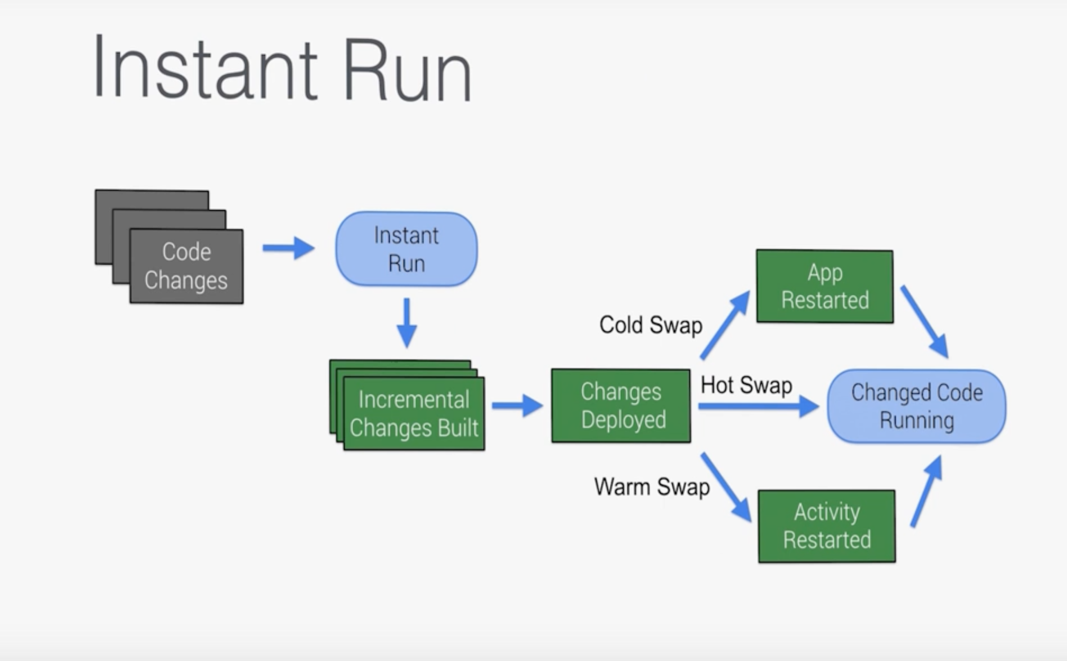 Instant Run
Code
Changes
Instant
Run
Incremental
Changes Built
Changes
Deployed
Cold Swap
Hot Swap
Warm Swap
App
Restarted
Activity
Restarted
Changed Code
Running